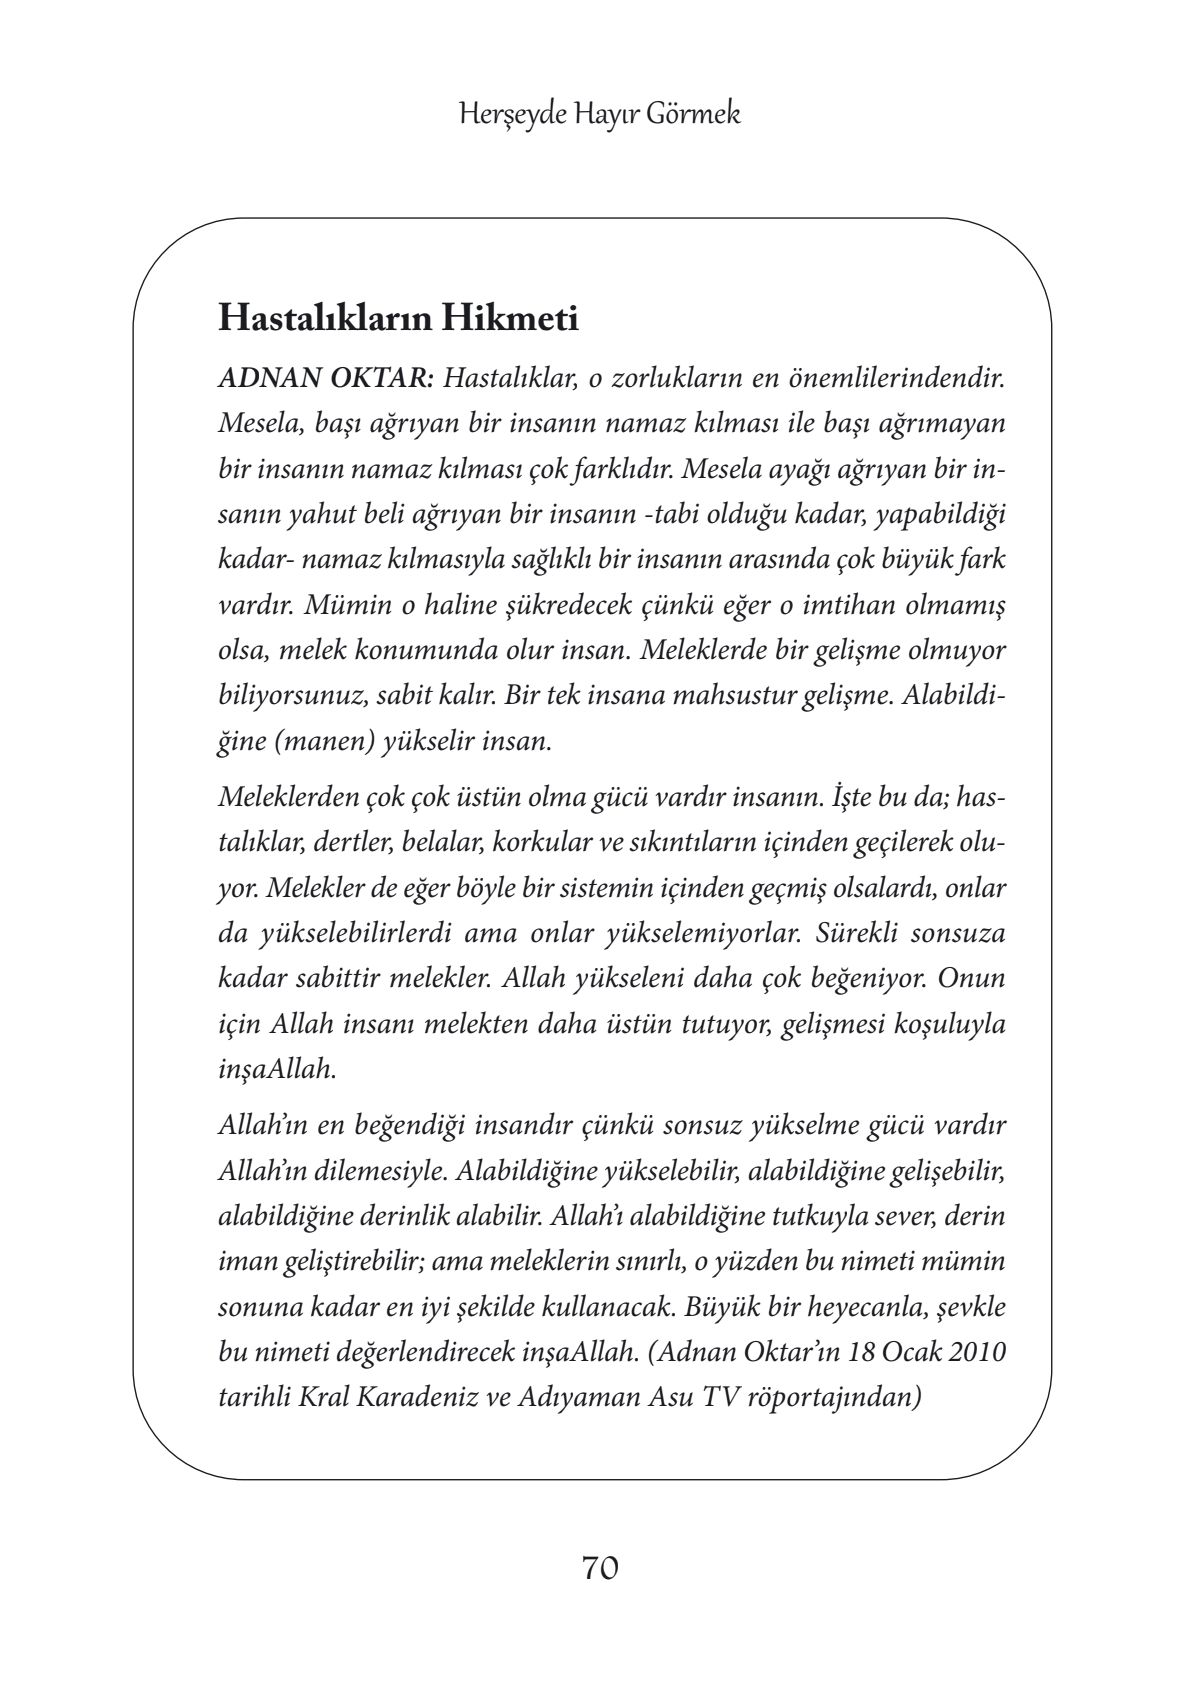 Herşeyde Hayır Görmek
Hastalıkların Hikmeti
ADNAN OKTAR: Hastalıklar, o zorlukların en önemlilerindendir.
Mesela, başı ağrıyan bir insanın namaz kılması ile başı ağrımayan
bir insanın namaz kılması çok farklıdır. Mesela ayağı ağrıyan bir in-
sanın yahut beli ağrıyan bir insanın -tabi olduğu kadar, yapabildiği
kadar- namaz kılmasıyla sağlıklı bir insanın arasında çok büyük fark
vardır. Mümin o haline şükredecek çünkü eğer o imtihan olmamış
olsa, melek konumunda olur insan. Meleklerde bir gelişme olmuyor
biliyorsunuz, sabit kalır. Bir tek insana mahsustur gelişme. Alabildi-
ğine (manen) yükselir insan.
Meleklerden çok çok üstün olma gücü vardır insanın. İşte bu da; has-
talıklar, dertler, belalar, korkular ve sıkıntıların içinden geçilerek olu-
yor. Melekler de eğer böyle bir sistemin içinden geçmiş olsalardı, onlar
da yükselebilirlerdi ama onlar yükselemiyorlar. Sürekli sonsuza
kadar sabittir melekler. Allah yükseleni daha çok beğeniyor. Onun
için Allah insanı melekten daha üstün tutuyor, gelişmesi koşuluyla
inşaAllah.
Allah’ın en beğendiği insandır çünkü sonsuz yükselme gücü vardır
Allah’ın dilemesiyle. Alabildiğine yükselebilir, alabildiğine gelişebilir,
alabildiğine derinlik alabilir. Allah’ı alabildiğine tutkuyla sever, derin
iman geliştirebilir; ama meleklerin sınırlı, o yüzden bu nimeti mümin
sonuna kadar en iyi şekilde kullanacak. Büyük bir heyecanla, şevkle
bu nimeti değerlendirecek inşaAllah. (Adnan Oktar’ın 18 Ocak 2010
tarihli Kral Karadeniz ve Adıyaman Asu TV röportajından)
70